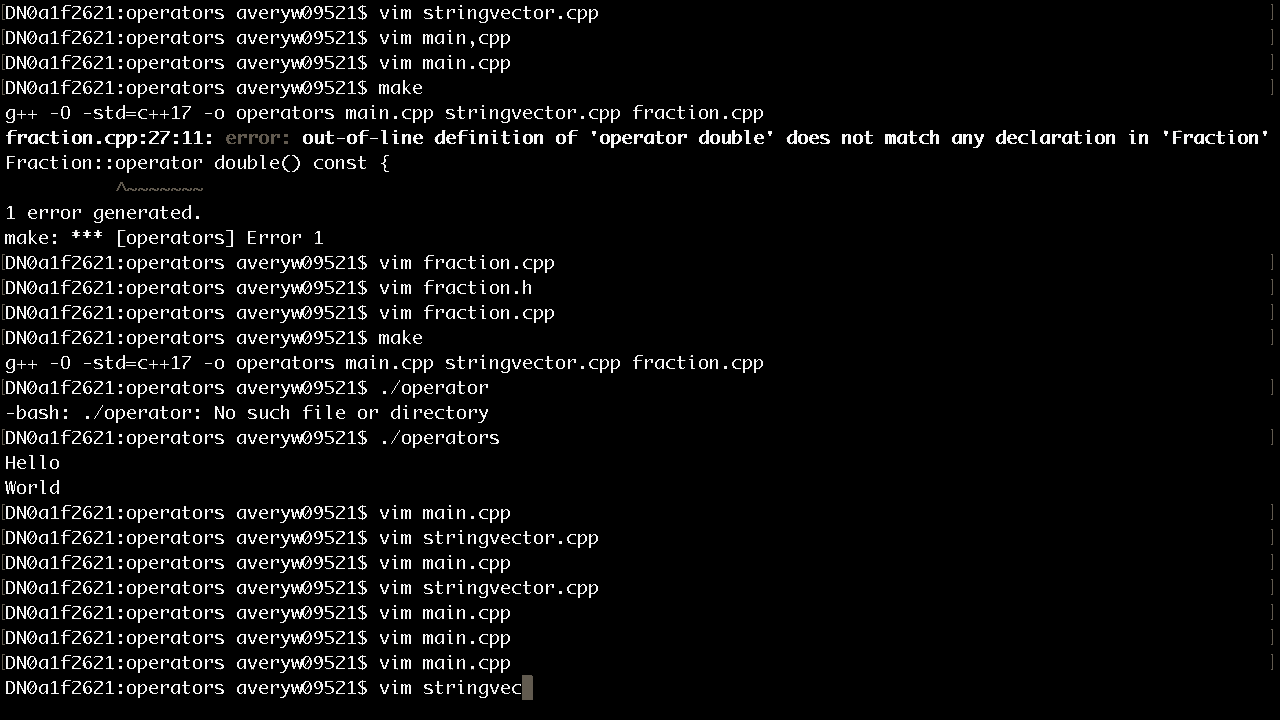 [DN0a1f2621:operators averyw09521$ vim stringvector.cpp ]
[DN0a1f2621:operators averyw09521$ vim main,cpp ]
[DN0a1f2621:operators averyw09521$ vim main.cpp ]
[DN0a1f2621:operators averyw09521$ make ]
g++ -O -std=c++17 -o operators main.cpp stringvector.cpp fraction.cpp
fraction.cpp:27:11: error: out-of-line definition of 'operator double' does not match any declaration in 'Fraction'
Fraction::operator double() const {
^~~~~~~~
1 error generated.
make: *** [operators] Error 1
[DN0a1f2621:operators averyw09521$ vim fraction.cpp ]
[DN0a1f2621:operators averyw09521$ vim fraction.h ]
[DN0a1f2621:operators averyw09521$ vim fraction.cpp ]
[DN0a1f2621:operators averyw09521$ make ]
g++ -O -std=c++17 -o operators main.cpp stringvector.cpp fraction.cpp
[DN0a1f2621:operators averyw09521$ ./operator ]
-bash: ./operator: No such file or directory
[DN0a1f2621:operators averyw09521$ ./operators ]
Hello
World
[DN0a1f2621:operators averyw09521$ vim main.cpp ]
[DN0a1f2621:operators averyw09521$ vim stringvector.cpp ]
[DN0a1f2621:operators averyw09521$ vim main.cpp ]
[DN0a1f2621:operators averyw09521$ vim stringvector.cpp ]
[DN0a1f2621:operators averyw09521$ vim main.cpp ]
[DN0a1f2621:operators averyw09521$ vim main.cpp ]
[DN0a1f2621:operators averyw09521$ vim main.cpp ]
DN0a1f2621:operators averyw09521$ vim stringvec